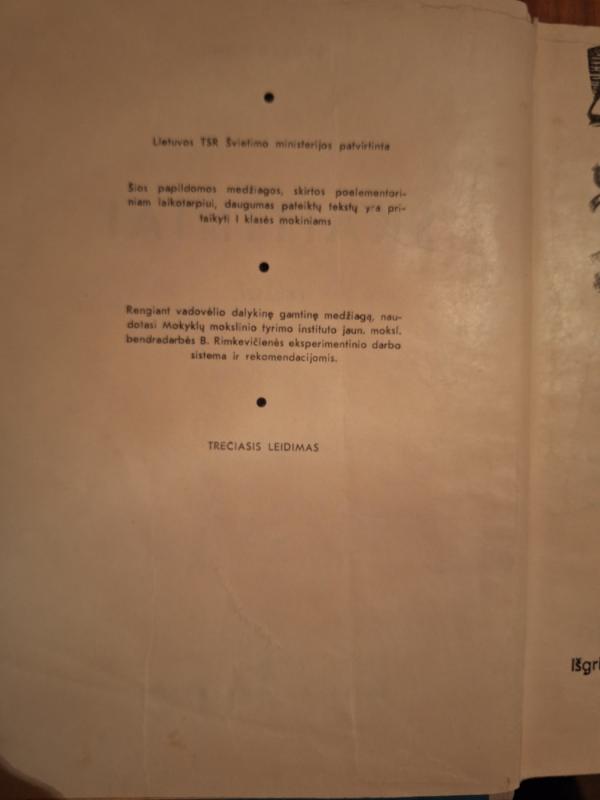 Lietuvos TSR Švietimo ministerijos patvirtinta
Šios papildomos medžiagos, skirtos poelementori-
niam laikotarpiui, daugumas pateiktų tekstų yra pri-
taikyti I klasės mokiniams
Rengiant vadovėlio dalykinę gamtinę medžiagą, nau-
dotasi Mokyklų mokslinio tyrimo instituto jaun. moksl.
bendradarbės B. Rimkevičienės eksperimentinio darbo
sistema ir rekomendacijomis.
TREČIASIS LEIDIMAS
Išgri